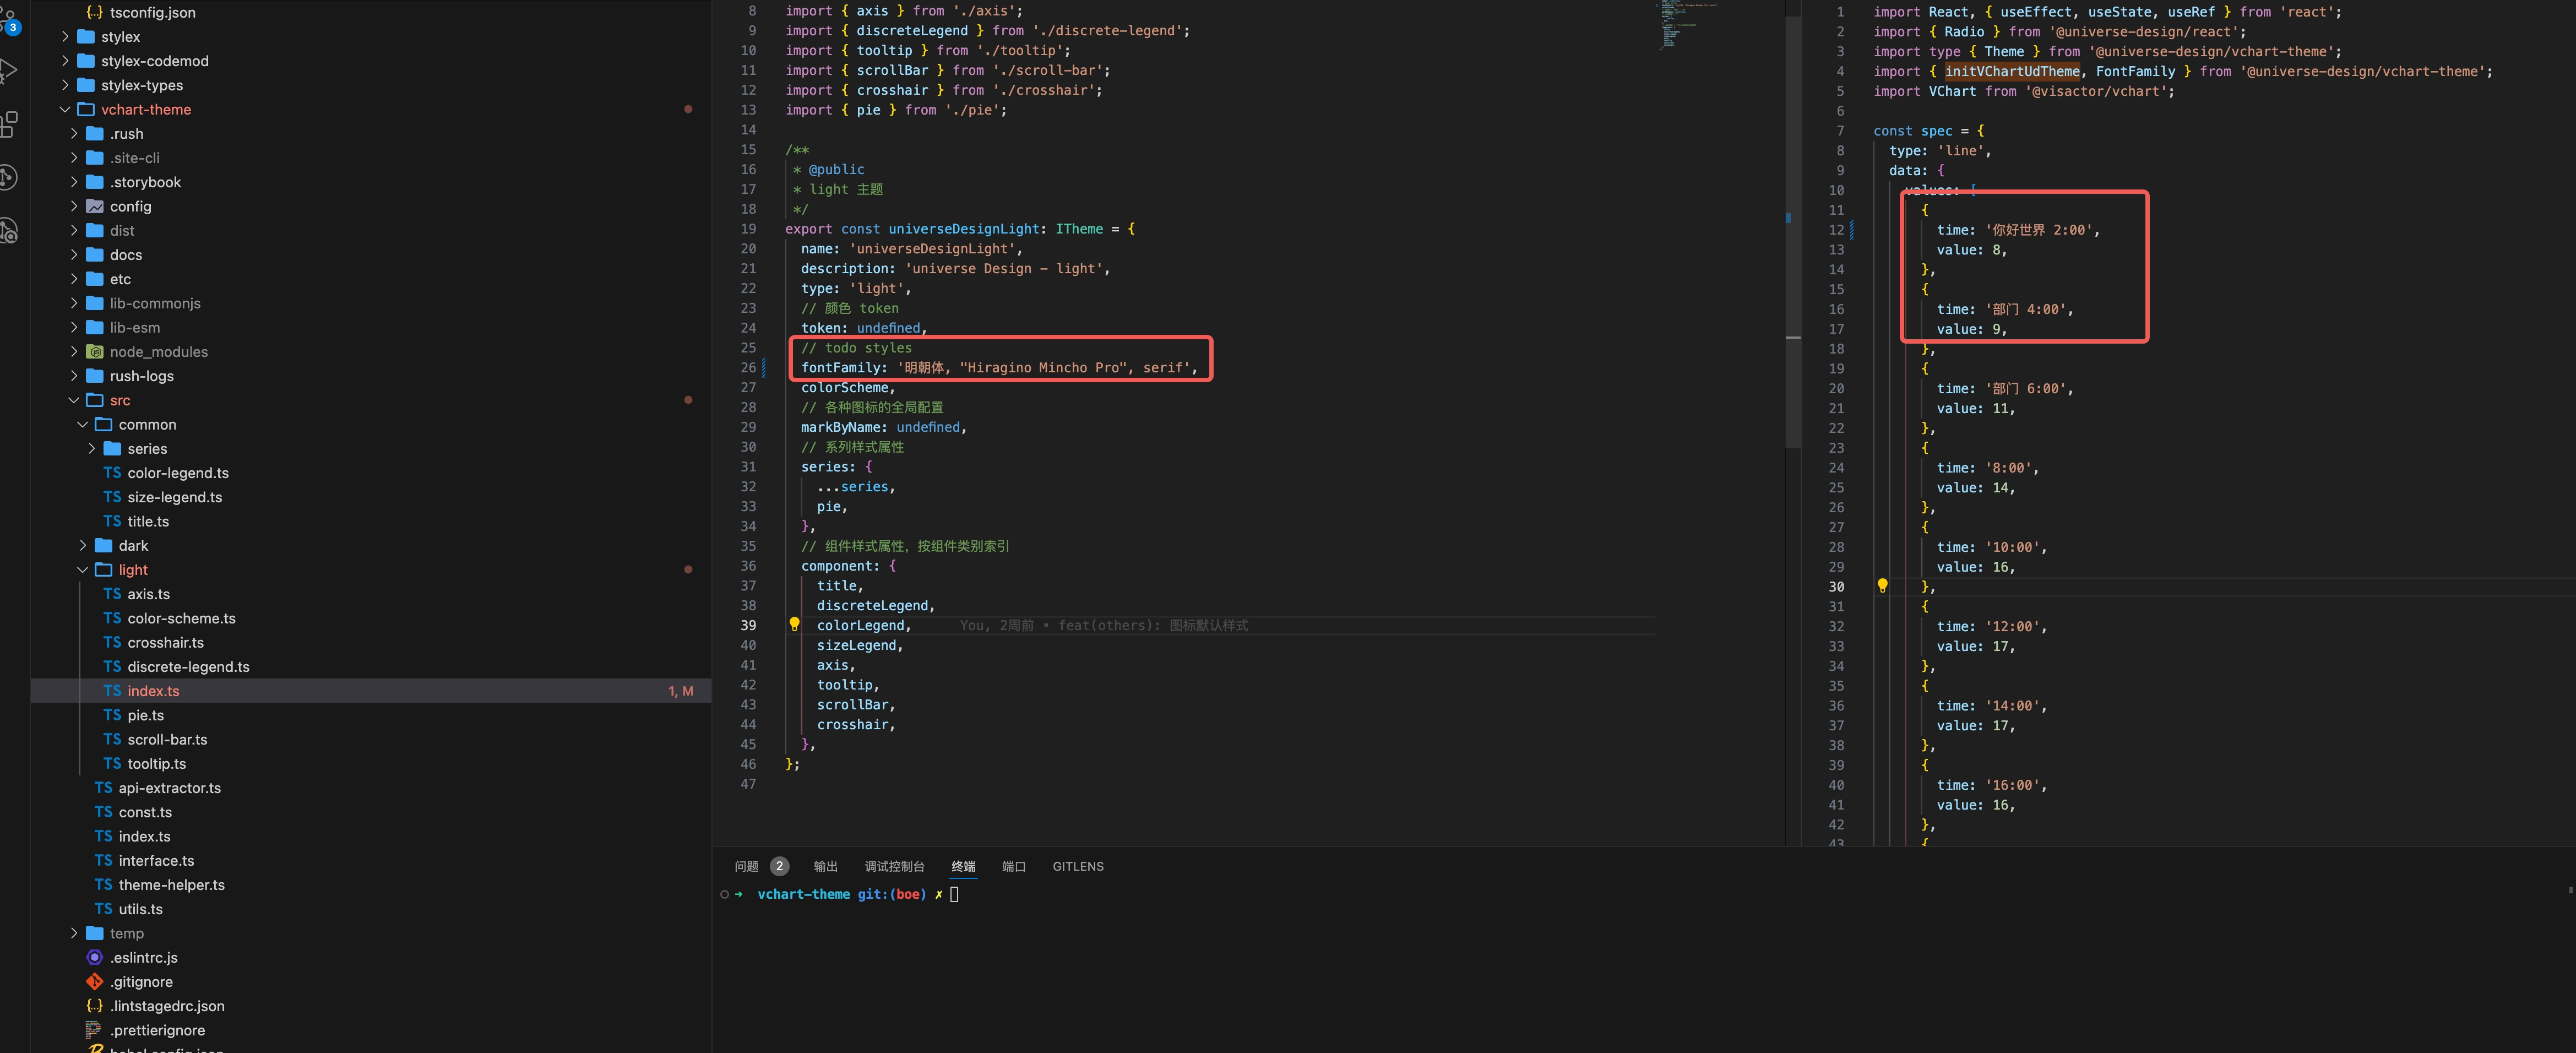 3
tsconfig.json
stylex
stylex-codemod
stylex-types
vchart-theme
.rush
.site-cli
.storybook
config
dist
docs
etc
lib-commonjs
lib-esm
node_modules
rush-logs
src
common
series
TS color-legend.ts
TS size-legend.ts
TS title.ts
dark
light
TS axis.ts
TS color-scheme.ts
TS crosshair.ts
TS discrete-legend.ts
TS index.ts 1, M
TS pie.ts
TS scroll-bar.ts
TS tooltip.ts
TS api-extractor.ts
TS const.ts
TS index.ts
TS interface.ts
TS theme-helper.ts
TS utils.ts
temp
.eslintrc.js
.gitignore
.lintstagedrc.json
.prettierignore
babel.config.json
8 import { axis } from './axis';
9 import { discreteLegend } from './discrete-legend';
10 import { tooltip } from './tooltip';
11 import { scrollBar } from './scroll-bar';
12 import { crosshair } from './crosshair';
13 import { pie } from './pie';
14
15 /**
16 * @public
17 * light 主题
18 */
19 export const universeDesignLight: ITheme = {
20 name: 'universeDesignLight',
21 description: 'universe Design – light',
22 type: 'light',
23 // 颜色 token
24 token: undefined,
25 // todo styles
26 fontFamily: '明朝体, "Hiragino Mincho Pro", serif',
27 colorScheme,
28 // 各种图标的全局配置
29 markByName: undefined,
30 // 系列样式属性
31 series: {
32 ...series,
33 pie,
34 },
35 // 组件样式属性，按组件类别索引
36 component: {
37 title,
38 discreteLegend,
39 colorLegend, You, 2周前 • feat(others): 图标默认样式
40 sizeLegend,
41 axis,
42 tooltip,
43 scrollBar,
44 crosshair,
45 },
46 };
47
1 import React, { useEffect, useState, useRef } from 'react';
2 import { Radio } from '@universe-design/react';
3 import type { Theme } from '@universe-design/vchart-theme';
4 import { initVChartUdTheme, FontFamily } from '@universe-design/vchart-theme';
5 import VChart from '@visactor/vchart';
6
7 const spec = {
8 type: 'line',
9 data: {
10 values: [
11 {
12 time: '你好世界 2:00',
13 value: 8,
14 },
15 {
16 time: '部门 4:00',
17 value: 9,
18 },
19 {
20 time: '部门 6:00',
21 value: 11,
22 },
23 {
24 time: '8:00',
25 value: 14,
26 },
27 {
28 time: '10:00',
29 value: 16,
30 },
31 {
32 time: '12:00',
33 value: 17,
34 },
35 {
36 time: '14:00',
37 value: 17,
38 },
39 {
40 time: '16:00',
41 value: 16,
42 },
43 {
问题 2 输出 调试控制台 终端 端口 GITLENS
➜ vchart-theme git:(boe) ✗